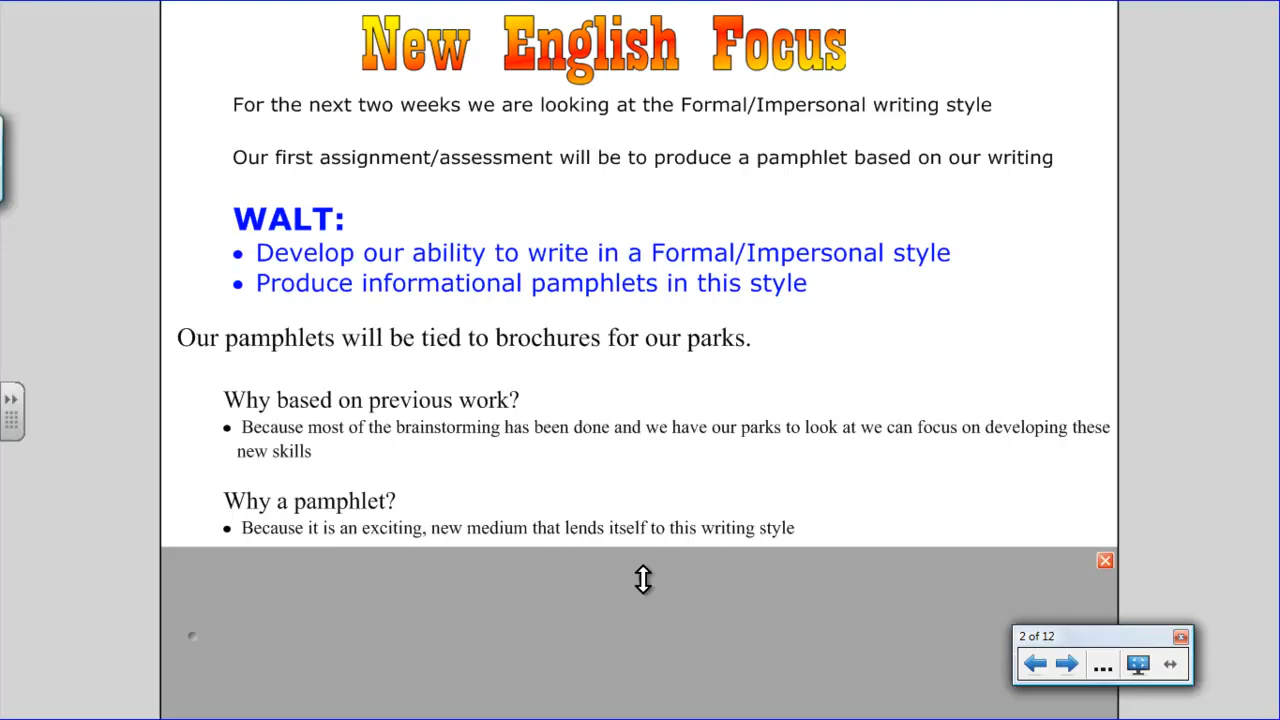 New English Focus
For the next two weeks we are looking at the Formal/Impersonal writing style
Our first assignment/assessment will be to produce a pamphlet based on our writing
WALT:
• Develop our ability to write in a Formal/Impersonal style
• Produce informational pamphlets in this style
Our pamphlets will be tied to brochures for our parks.
Why based on previous work?
• Because most of the brainstorming has been done and we have our parks to look at we can focus on developing these
new skills
Why a pamphlet?
• Because it is an exciting, new medium that lends itself to this writing style
2 of 12
...